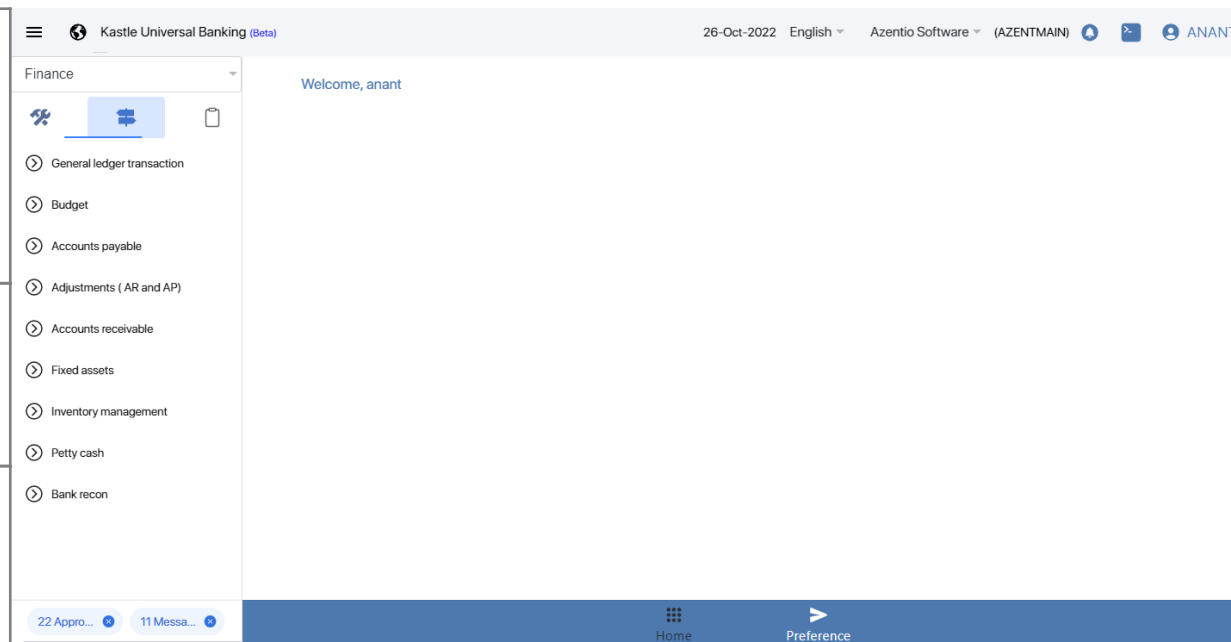 Kastle Universal Banking (Beta)
26-Oct-2022 English Azentio Software (AZENTMAIN) ANANT
Finance
Welcome, anant
General ledger transaction
Budget
Accounts payable
Adjustments ( AR and AP)
Accounts receivable
Fixed assets
Inventory management
Petty cash
Bank recon
22 Appro... 11 Messa...
Home Preference